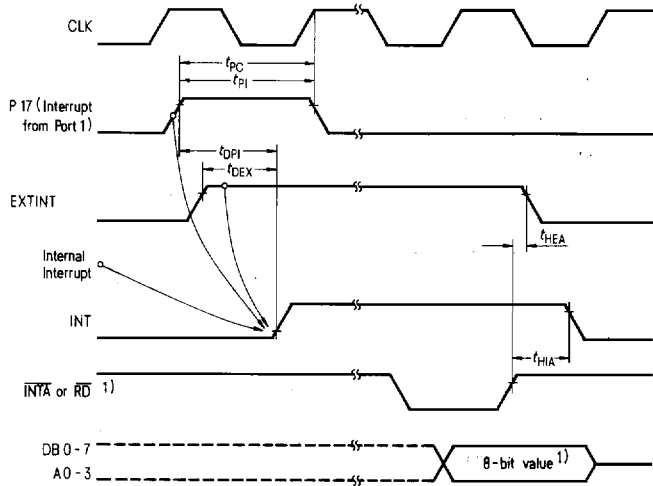 CLK
tPC
tPI
P 17 (Interrupt
from Port 1)
tDPI
tDEX
EXTINT
tHEA
Internal
Interrupt
INT
tHIA
INTA or RD 1)
DB 0-7
8-bit value 1)
A 0-3